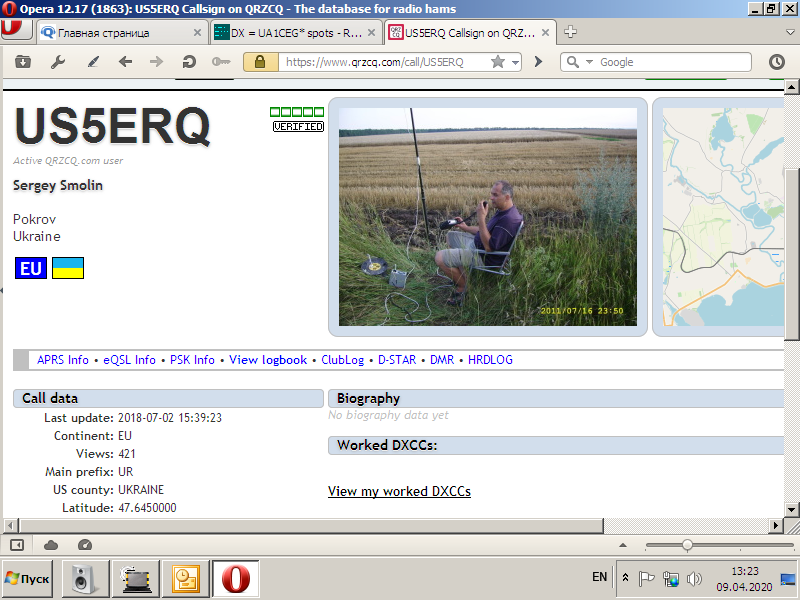 Opera 12.17 (1863): US5ERQ Callsign on QRZCQ - The database for radio hams
Главная страница
DX = UA1CEG* spots - R...
US5ERQ Callsign on QRZ...
https://www.qrzcq.com/call/US5ERQ
Google
US5ERQ
VERIFIED
Active QRZCQ.com user
Sergey Smolin
Pokrov
Ukraine
EU
2011/07/16 23:50
APRS Info • eQSL Info • PSK Info • View logbook • ClubLog • D-STAR • DMR • HRDLOG
Call data
Last update: 2018-07-02 15:39:23
Continent: EU
Views: 421
Main prefix: UR
US county: UKRAINE
Latitude: 47.6450000
Biography
No biography data yet
Worked DXCCs:
View my worked DXCCs
Пуск
EN
13:23
09.04.2020